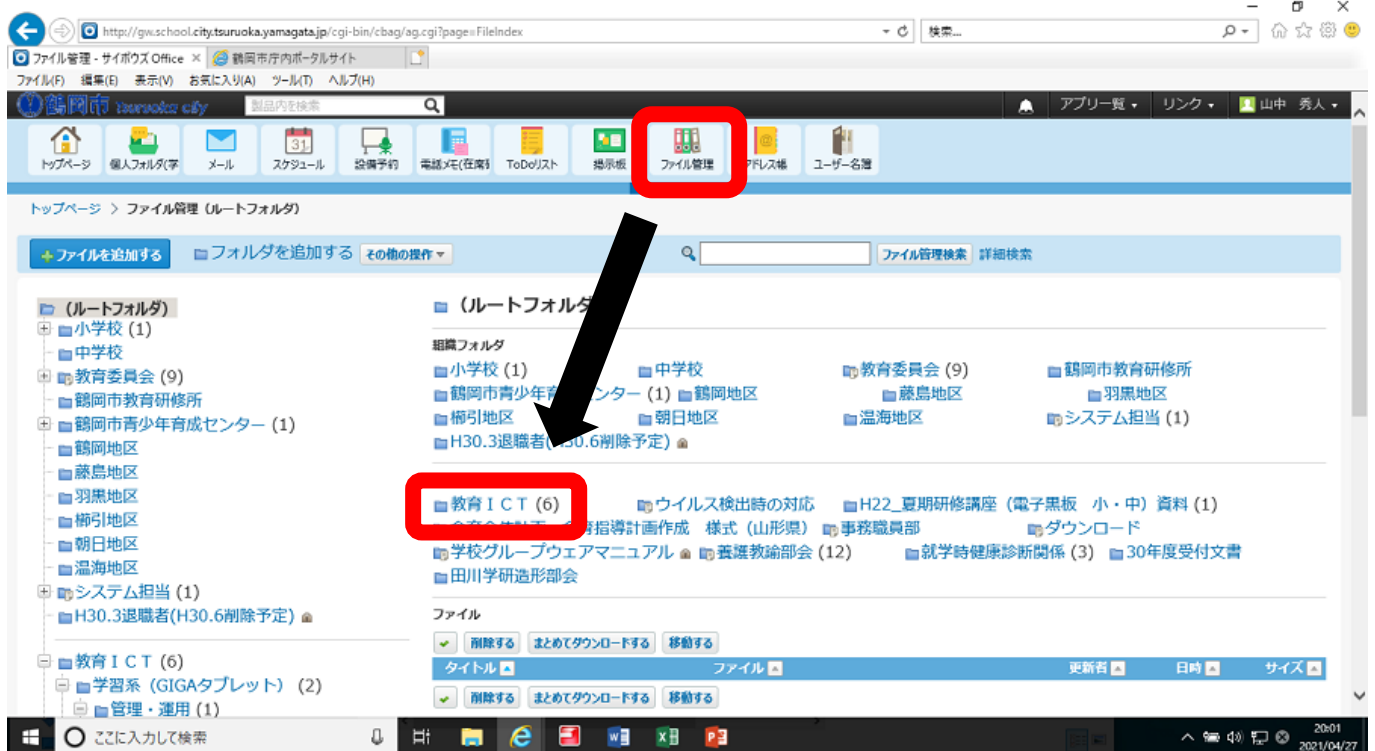 http://gw.school.city.tsuruoka.yamagata.jp/cgi-bin/cbag/ag.cgi?page=FileIndex
検索...
ファイル管理 - サイボウズ Office
鶴岡市庁内ポータルサイト
ファイル(F) 編集(E) 表示(V) お気に入り(A) ツール(T) ヘルプ(H)
鶴岡市 tsuruoka city
製品内を検索
アプリ一覧 リンク 山中 秀人
トップページ 個人フォルダ(学 メール 31 スケジュール 設備予約 電話メモ(在席 ToDoリスト 掲示板 ファイル管理 ドレス帳 ユーザー名簿
トップページ > ファイル管理 (ルートフォルダ)
+ファイルを追加する フォルダを追加する その他の操作 ファイル管理検索 詳細検索
(ルートフォルダ)
小学校 (1)
中学校
教育委員会 (9)
鶴岡市教育研修所
鶴岡市青少年育成センター (1)
鶴岡地区
藤島地区
羽黒地区
櫛引地区
朝日地区
温海地区
システム担当 (1)
H30.3退職者(H30.6削除予定)
教育ICT (6)
学習系 (GIGAタブレット) (2)
管理・運用 (1)
(ルートフォルダ
組織フォルダ
小学校 (1) 中学校 教育委員会 (9) 鶴岡市教育研修所
鶴岡市青少年育 ンター (1) 鶴岡地区 藤島地区 羽黒地区
櫛引地区 朝日地区 温海地区 システム担当 (1)
H30.3退職者( 30.6削除予定)
教育ICT (6) ウイルス検出時の対応 H22_夏期研修講座(電子黒板 小・中)資料 (1)
育指導計画作成 様式(山形県) 事務職員部 ダウンロード
学校グループウェアマニュアル 養護教諭部会 (12) 就学時健康診断関係 (3) 30年度受付文書
田川学研造形部会
ファイル
削除する まとめてダウンロードする 移動する
タイトル ファイル 更新者 日時 サイズ
削除する まとめてダウンロードする 移動する
ここに入力して検索
20:01
2021/04/27